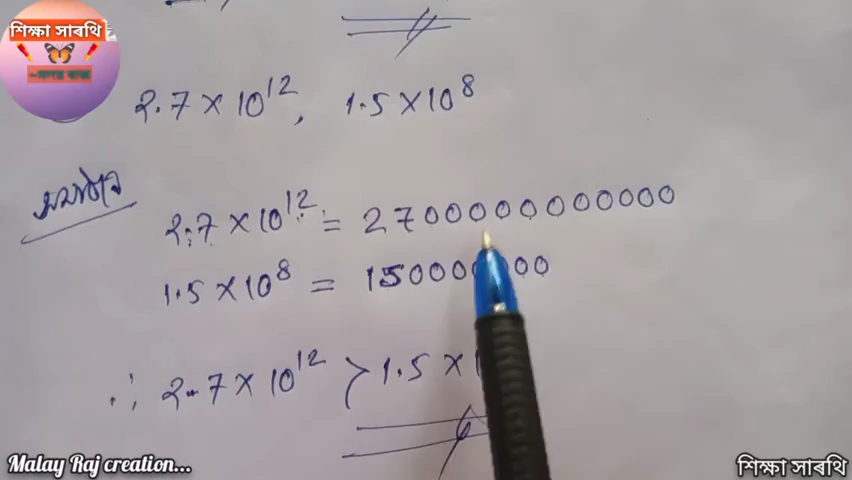 শিক্ষা সাৰথি
~মলয় ৰাজ
2.7 × 10¹², 1.5 × 10⁸
সমাধান
2.7 × 10¹² = 2700000000000
1.5 × 10⁸ = 150000000
∴ 2.7 × 10¹² > 1.5 × 1
Malay Raj creation...
শিক্ষা সাৰথি